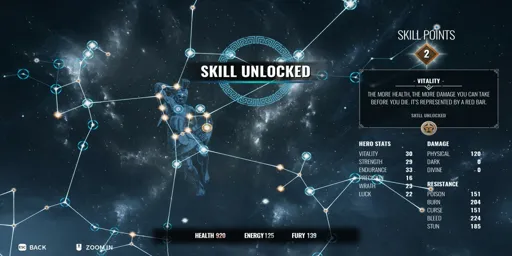 SKILL POINTS
2
SKILL UNLOCKED
- VITALITY -
THE MORE HEALTH, THE MORE DAMAGE YOU CAN TAKE
BEFORE YOU DIE. IT'S REPRESENTED BY A RED BAR.
SKILL UNLOCKED
HERO STATS
VITALITY 30
STRENGTH 29
ENDURANCE 33
PRECISION 16
WRATH 23
LUCK 22
DAMAGE
PHYSICAL 120
DARK 0
DIVINE 0
RESISTANCE
POISON 151
BURN 204
CURSE 151
BLEED 224
STUN 185
HEALTH 920 ENERGY 125 FURY 139
ESC BACK
ZOOM IN